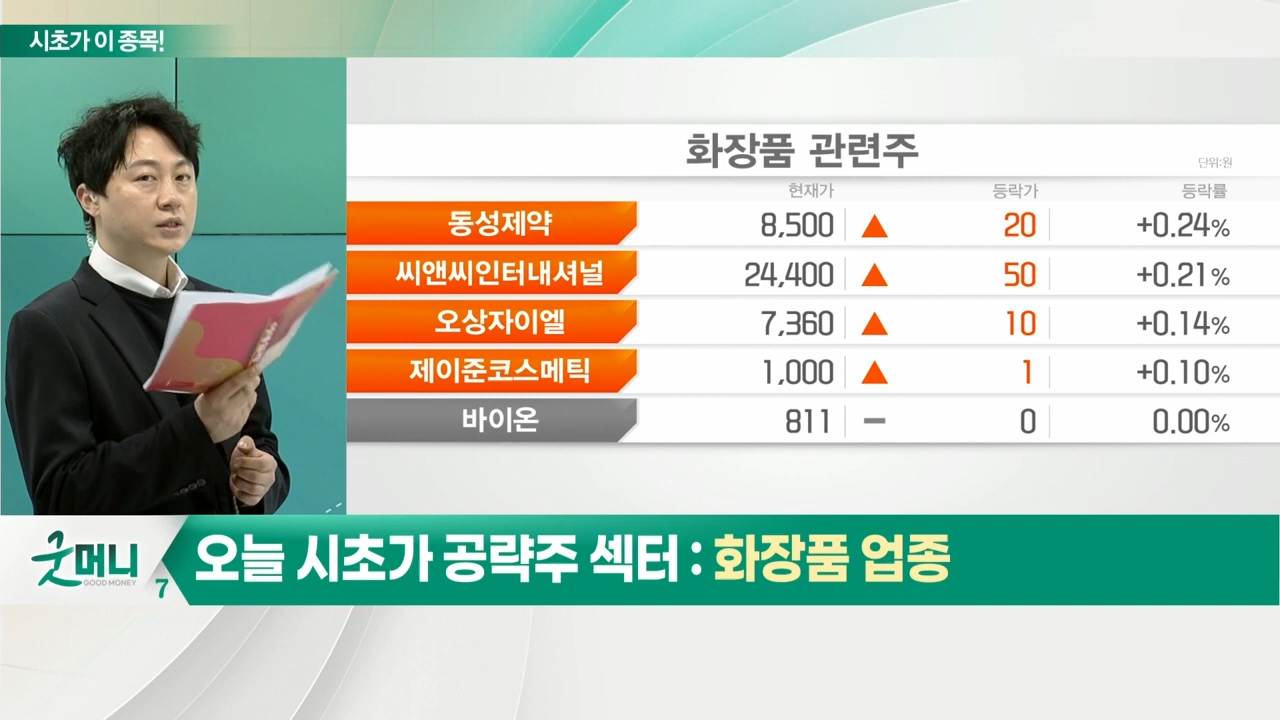 시초가 이 종목!
화장품 관련주
단위:원
현재가 등락가 등락률
동성제약 8,500 ▲ 20 +0.24%
씨앤씨인터내셔널 24,400 ▲ 50 +0.21%
오상자이엘 7,360 ▲ 10 +0.14%
제이준코스메틱 1,000 ▲ 1 +0.10%
바이온 811 - 0 0.00%
굿머니
GOOD MONEY
7
오늘 시초가 공략주 섹터 : 화장품 업종